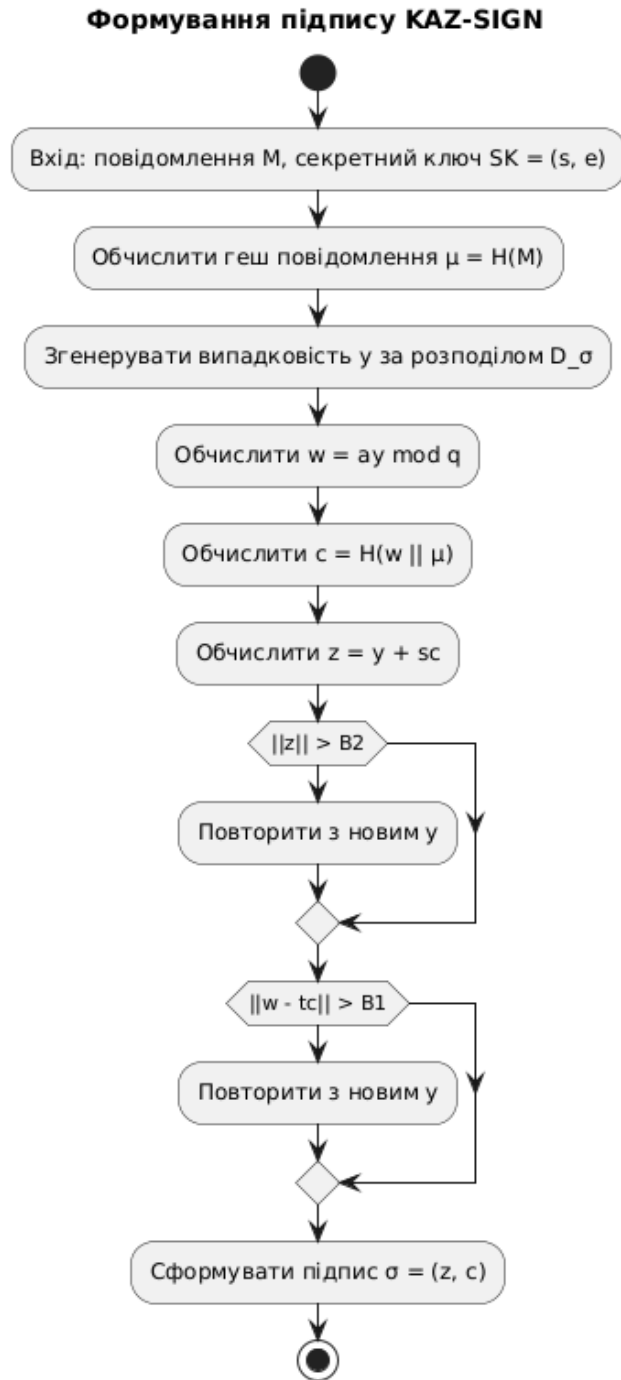 Формування підпису KAZ-SIGN
Вхід: повідомлення M, секретний ключ SK = (s, e)
Обчислити геш повідомлення μ = H(M)
Згенерувати випадковість y за розподілом D_σ
Обчислити w = ay mod q
Обчислити c = H(w || μ)
Обчислити z = y + sc
||z|| > B2
Повторити з новим y
||w - tc|| > B1
Повторити з новим y
Сформувати підпис σ = (z, c)